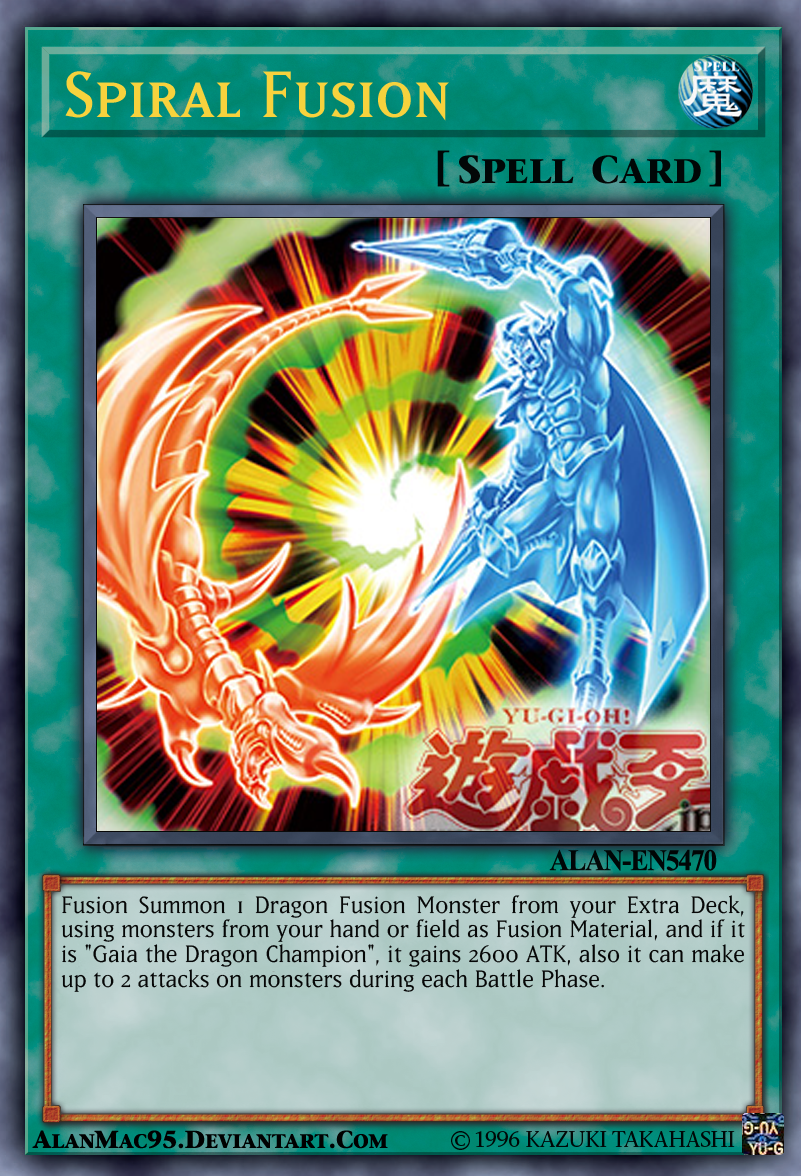 Spiral Fusion
SPELL
魔
[ Spell Card ]
YU-GI-OH!
遊戯王
.jp
ALAN-EN5470
Fusion Summon 1 Dragon Fusion Monster from your Extra Deck,
using monsters from your hand or field as Fusion Material, and if it
is "Gaia the Dragon Champion", it gains 2600 ATK, also it can make
up to 2 attacks on monsters during each Battle Phase.
AlanMac95.Deviantart.Com
© 1996 KAZUKI TAKAHASHI
YU-G
YU-G